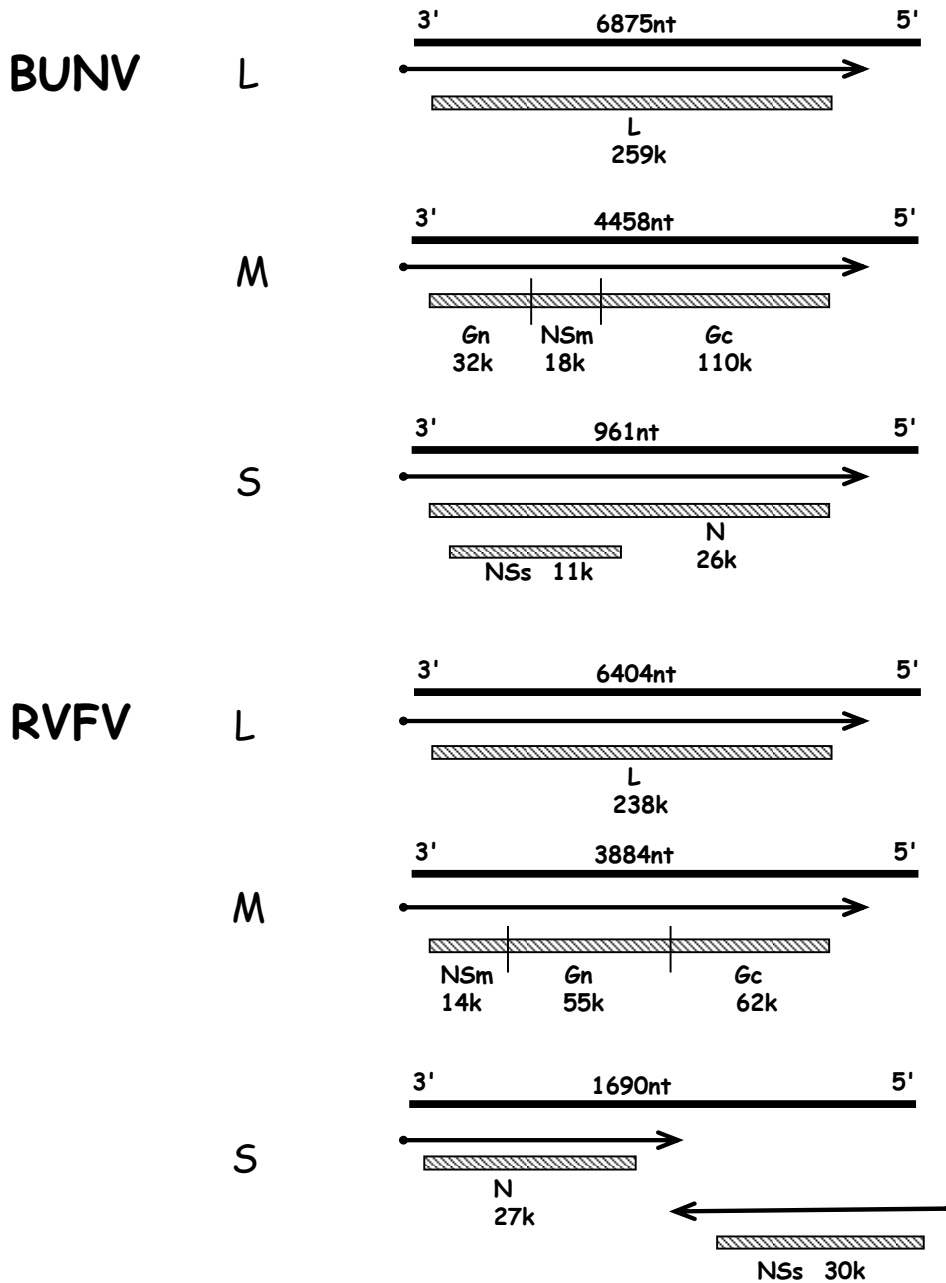 3' 6875nt 5'
BUNV L
L
259k
3' 4458nt 5'
M
Gn NSm Gc
32k 18k 110k
3' 961nt 5'
S
N
26k
NSs 11k
3' 6404nt 5'
RVFV L
L
238k
3' 3884nt 5'
M
NSm Gn Gc
14k 55k 62k
3' 1690nt 5'
S
N
27k
NSs 30k